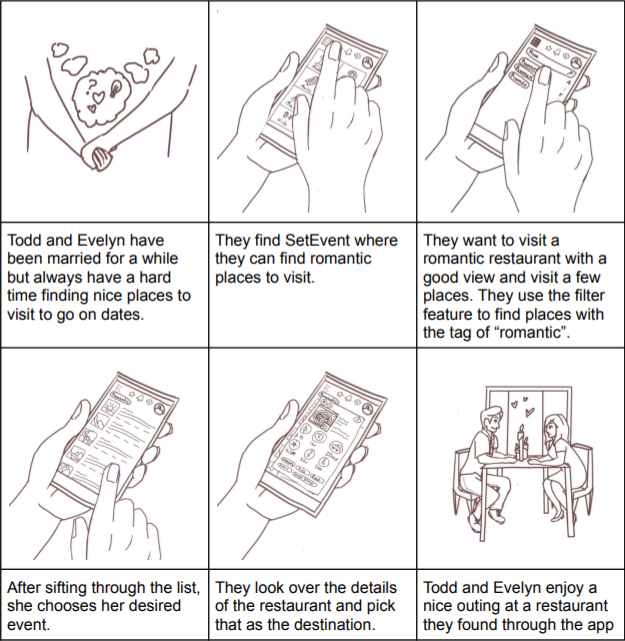 Todd and Evelyn have
been married for a while
but always have a hard
time finding nice places to
visit to go on dates.
They find SetEvent where
they can find romantic
places to visit.
They want to visit a
romantic restaurant with a
good view and visit a few
places. They use the filter
feature to find places with
the tag of “romantic”.
After sifting through the list,
she chooses her desired
event.
They look over the details
of the restaurant and pick
that as the destination.
Todd and Evelyn enjoy a
nice outing at a restaurant
they found through the app